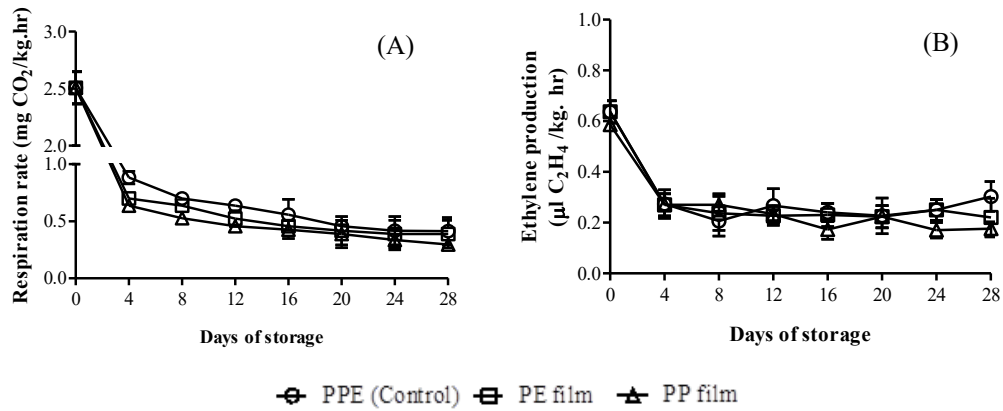 (A)
Respiration rate (mg CO₂/kg.hr)
3.0
2.5
2.0
1.0
0.5
0.0
0 4 8 12 16 20 24 28
Days of storage
(B)
Ethylene production
(µl C₂H₄ /kg. hr)
1.0
0.8
0.6
0.4
0.2
0.0
0 4 8 12 16 20 24 28
Days of storage
PPE (Control) PE film PP film